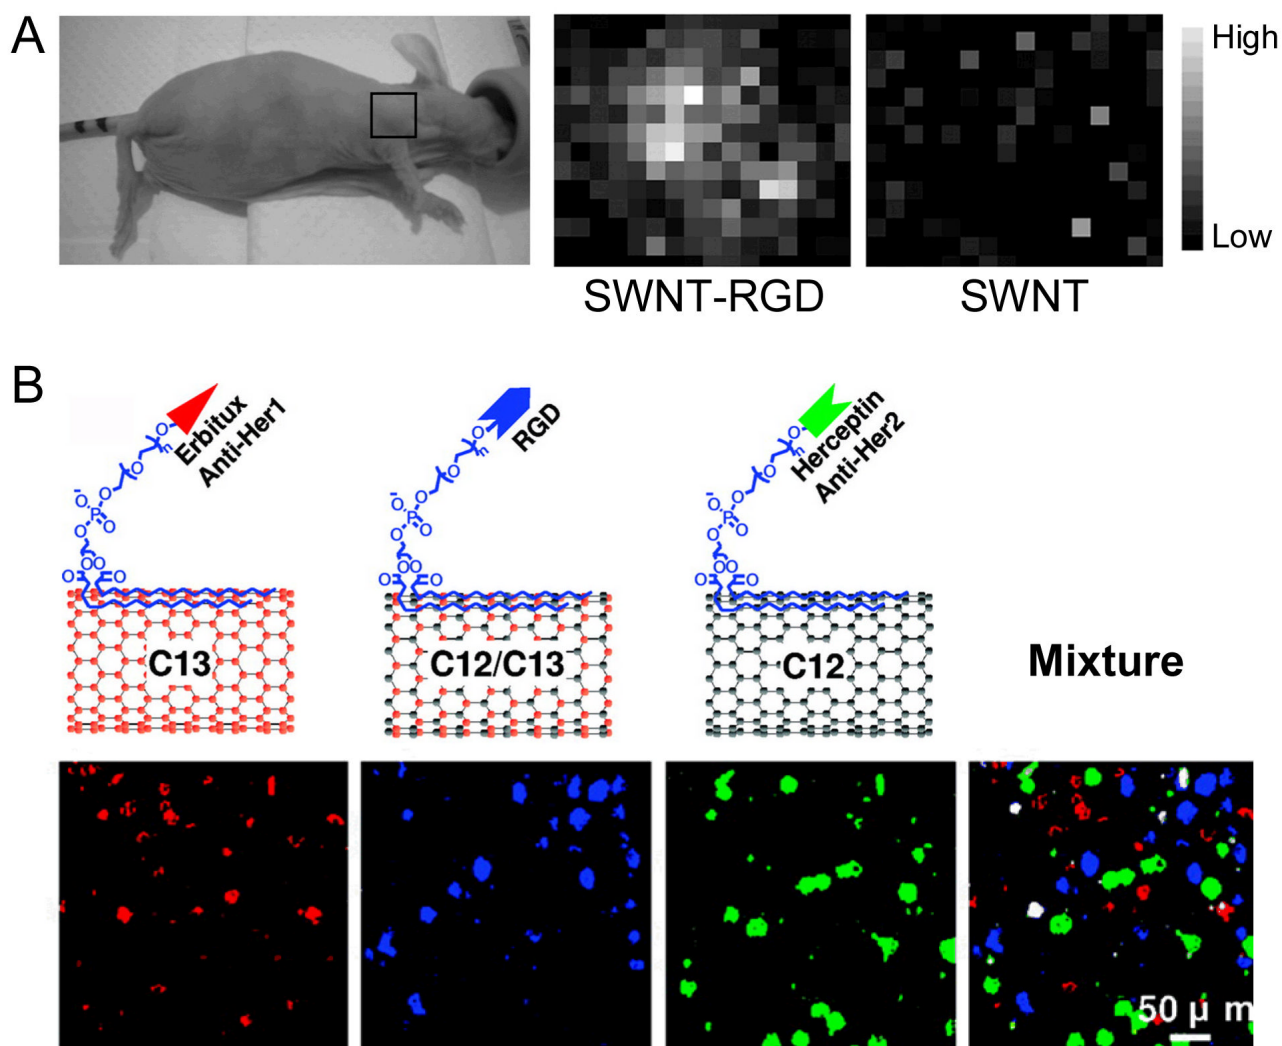 A
High
Low
SWNT-RGD
SWNT
B
Erbitux
Anti-Her1
RGD
Herceptin
Anti-Her2
O
n
O
O
-
O
P
O
O
O
O
O
O
O
n
O
O
-
O
P
O
O
O
O
O
O
O
n
O
O
-
O
P
O
O
O
O
O
O
C13
C12/C13
C12
Mixture
50 µ m